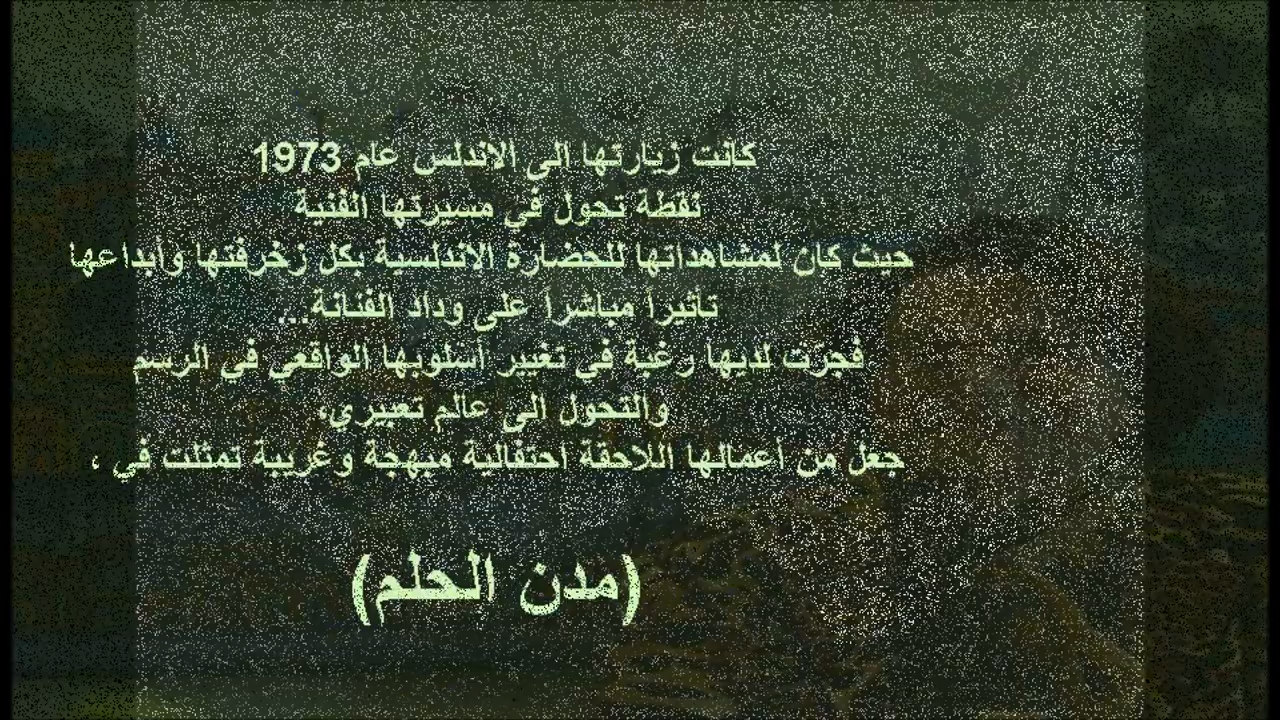 كانت زيارتها الى الاندلس عام 1973
نقطة تحول في مسيرتها الفنية
حيث كان لمشاهداتها للحضارة الاندلسية بكل زخرفتها وأبداعها
تأثيراً مباشراً على وداد الفنانة...
فجرّت لديها رغبة في تغيير أسلوبها الواقعي في الرسم
والتحول الى عالم تعبيري،
جعل من أعمالها اللاحقة احتفالية مبهجة وغريبة تمثلت في ،
(مدن الحلم)